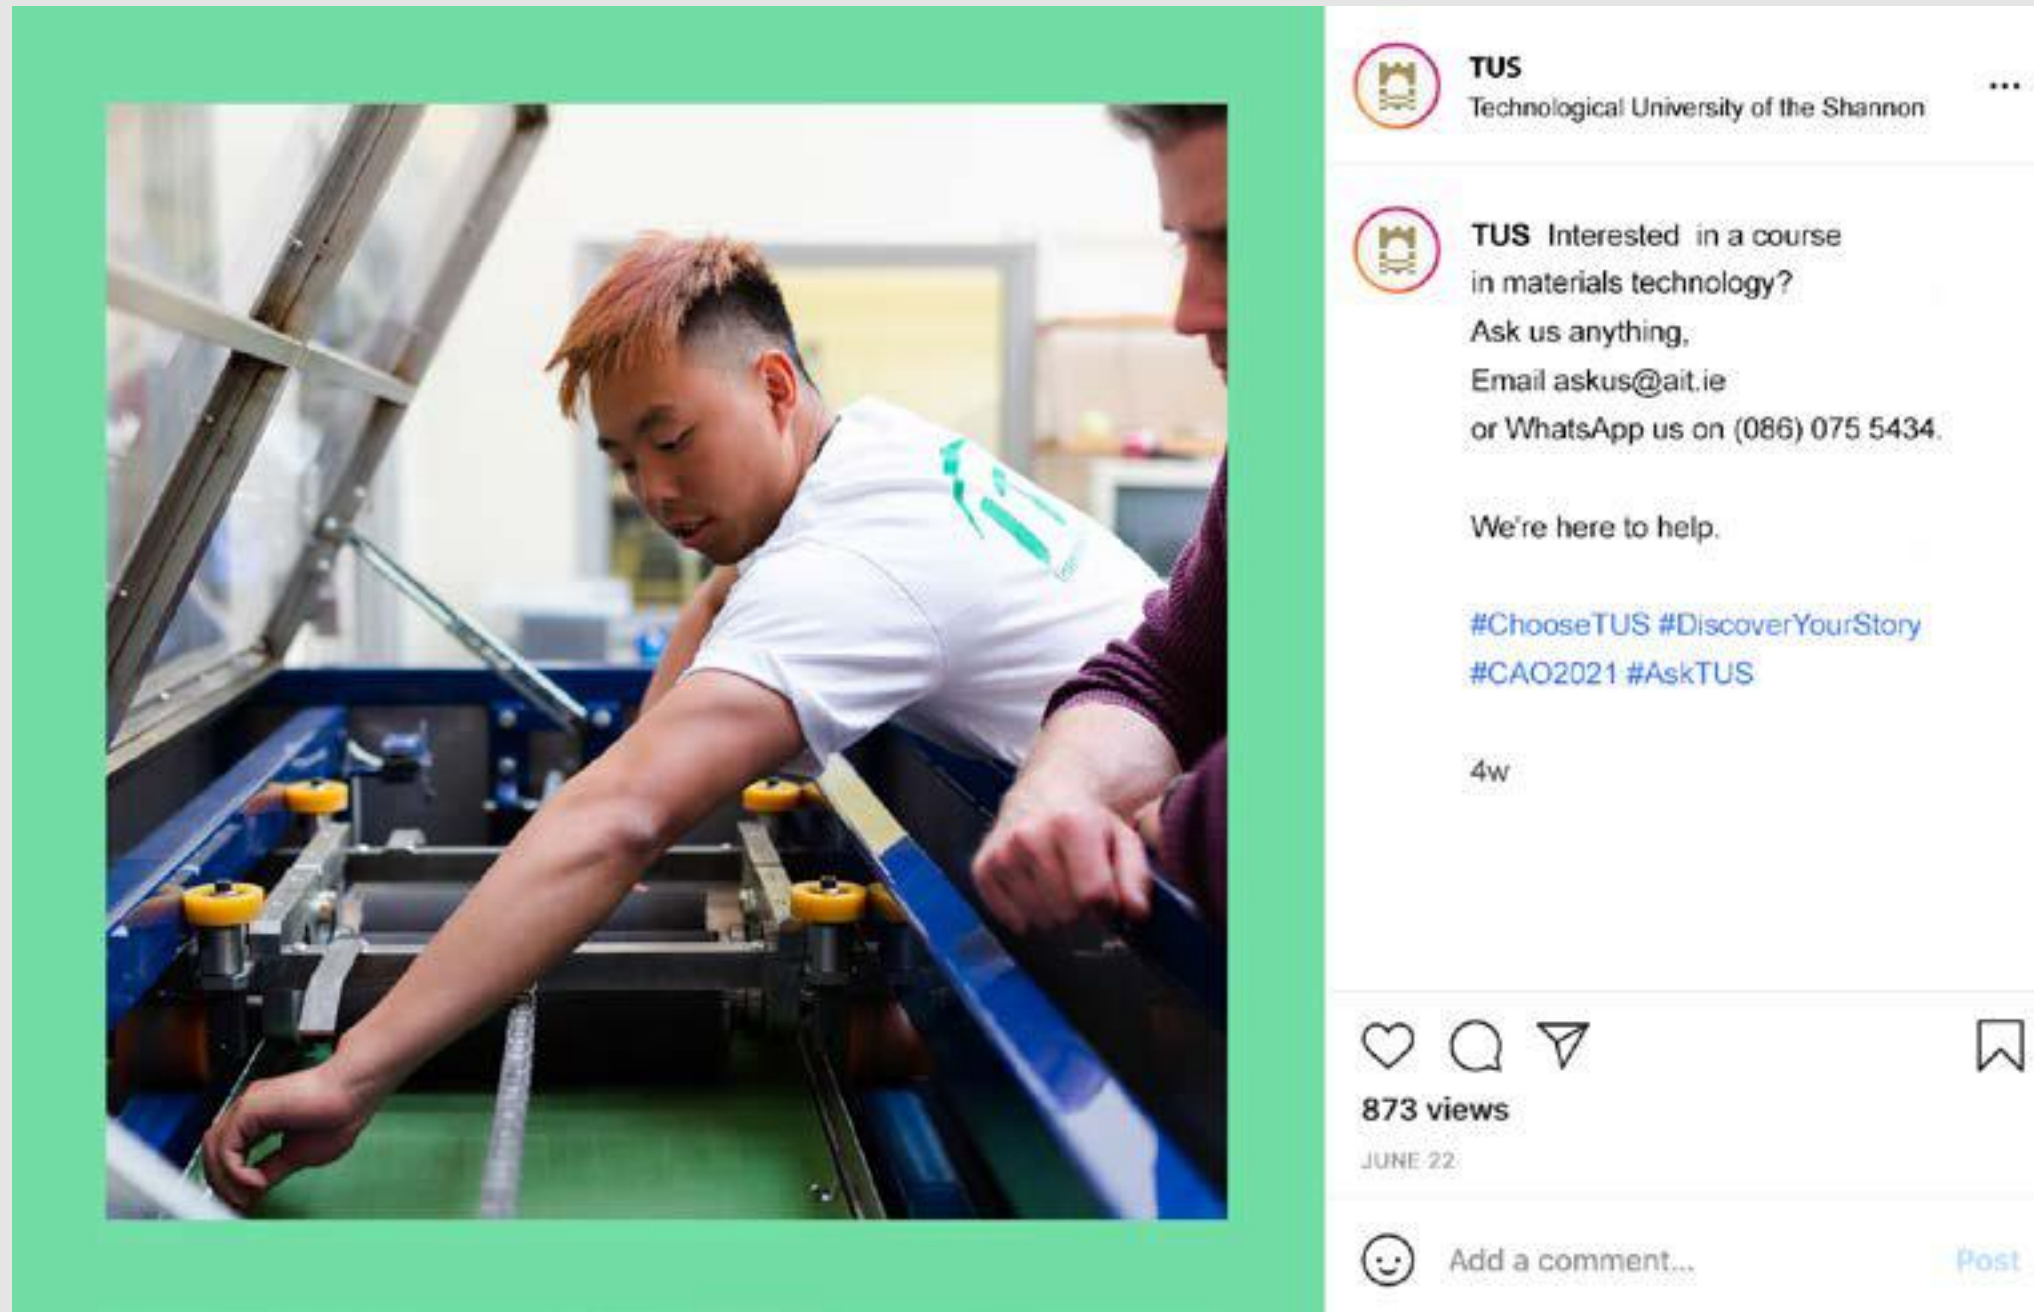 TUS
Technological University of the Shannon
TUS Interested in a course
in materials technology?
Ask us anything,
Email askus@ait.ie
or WhatsApp us on (086) 075 5434.
We're here to help.
#ChooseTUS #DiscoverYourStory
#CAO2021 #AskTUS
4w
873 views
JUNE 22
Add a comment...
Post